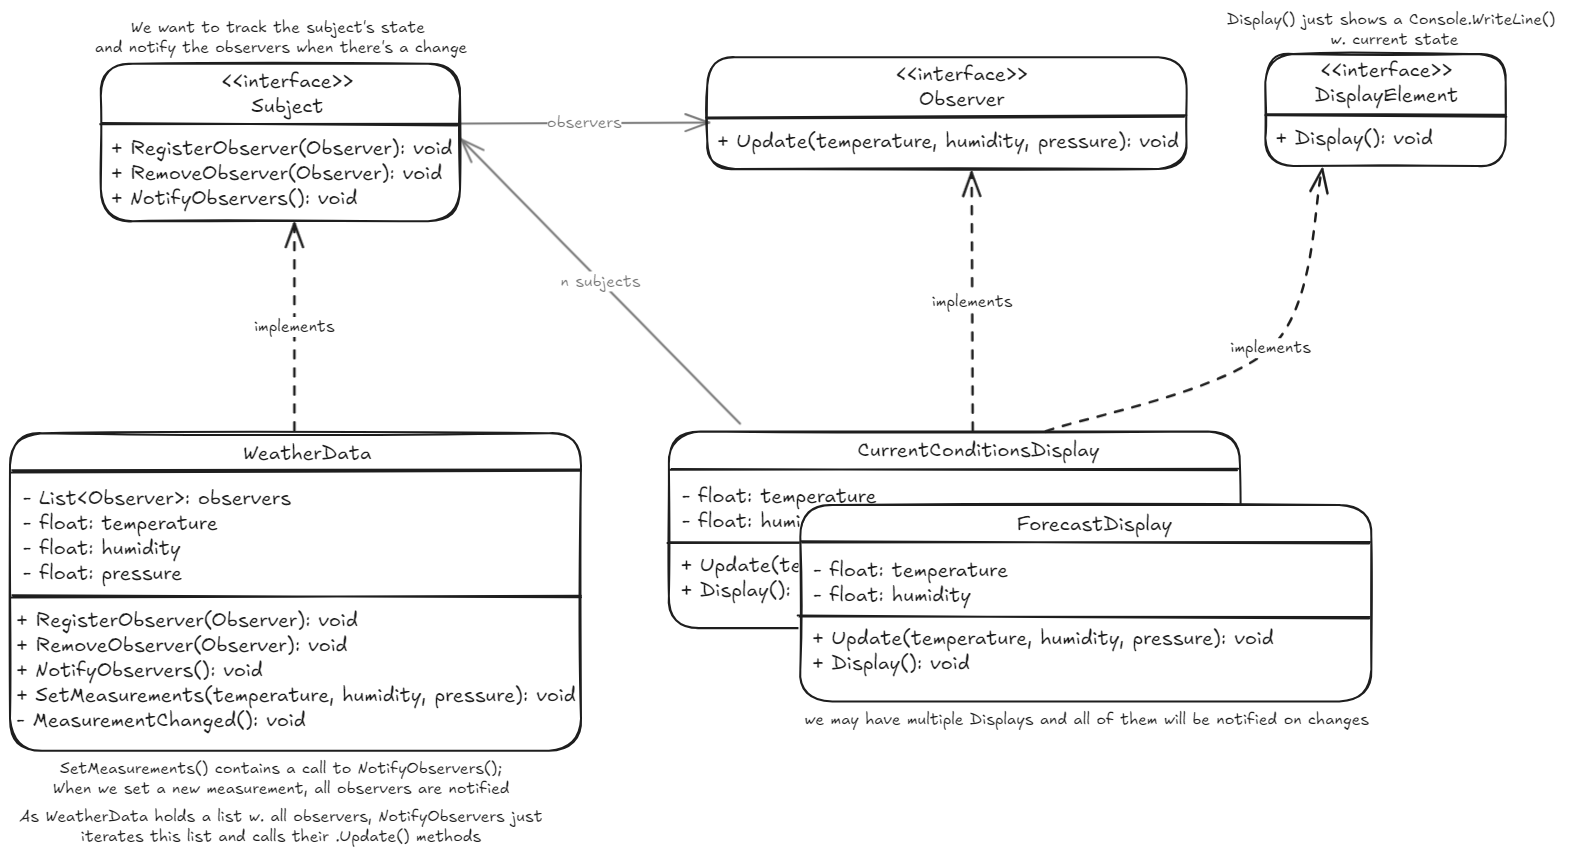 We want to track the subject's state
and notify the observers when there's a change
<<interface>>
Subject
+ RegisterObserver(Observer): void
+ RemoveObserver(Observer): void
+ NotifyObservers(): void
observers
<<interface>>
Observer
+ Update(temperature, humidity, pressure): void
Display() just shows a Console.WriteLine()
w. current state
<<interface>>
DisplayElement
+ Display(): void
n subjects
implements
implements
implements
WeatherData
- List<Observer>: observers
- float: temperature
- float: humidity
- float: pressure
+ RegisterObserver(Observer): void
+ RemoveObserver(Observer): void
+ NotifyObservers(): void
+ SetMeasurements(temperature, humidity, pressure): void
- MeasurementChanged(): void
SetMeasurements() contains a call to NotifyObservers();
When we set a new measurement, all observers are notified
As WeatherData holds a list w. all observers, NotifyObservers just
iterates this list and calls their .Update() methods
CurrentConditionsDisplay
- float: temperature
- float: humi
+ Update(te
+ Display():
ForecastDisplay
- float: temperature
- float: humidity
+ Update(temperature, humidity, pressure): void
+ Display(): void
we may have multiple Displays and all of them will be notified on changes